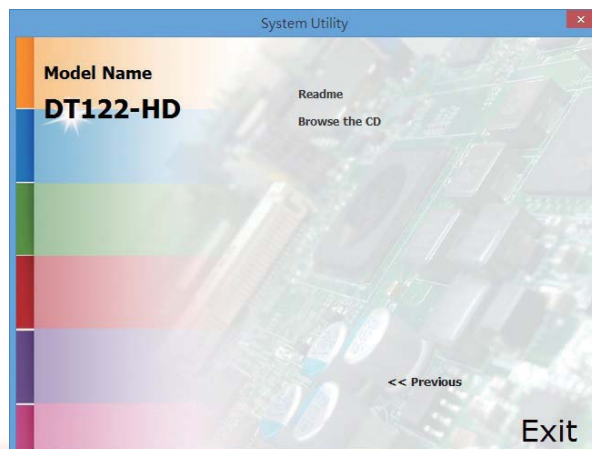 System Utility
Model Name
DT122-HD
Readme
Browse the CD
<< Previous
Exit